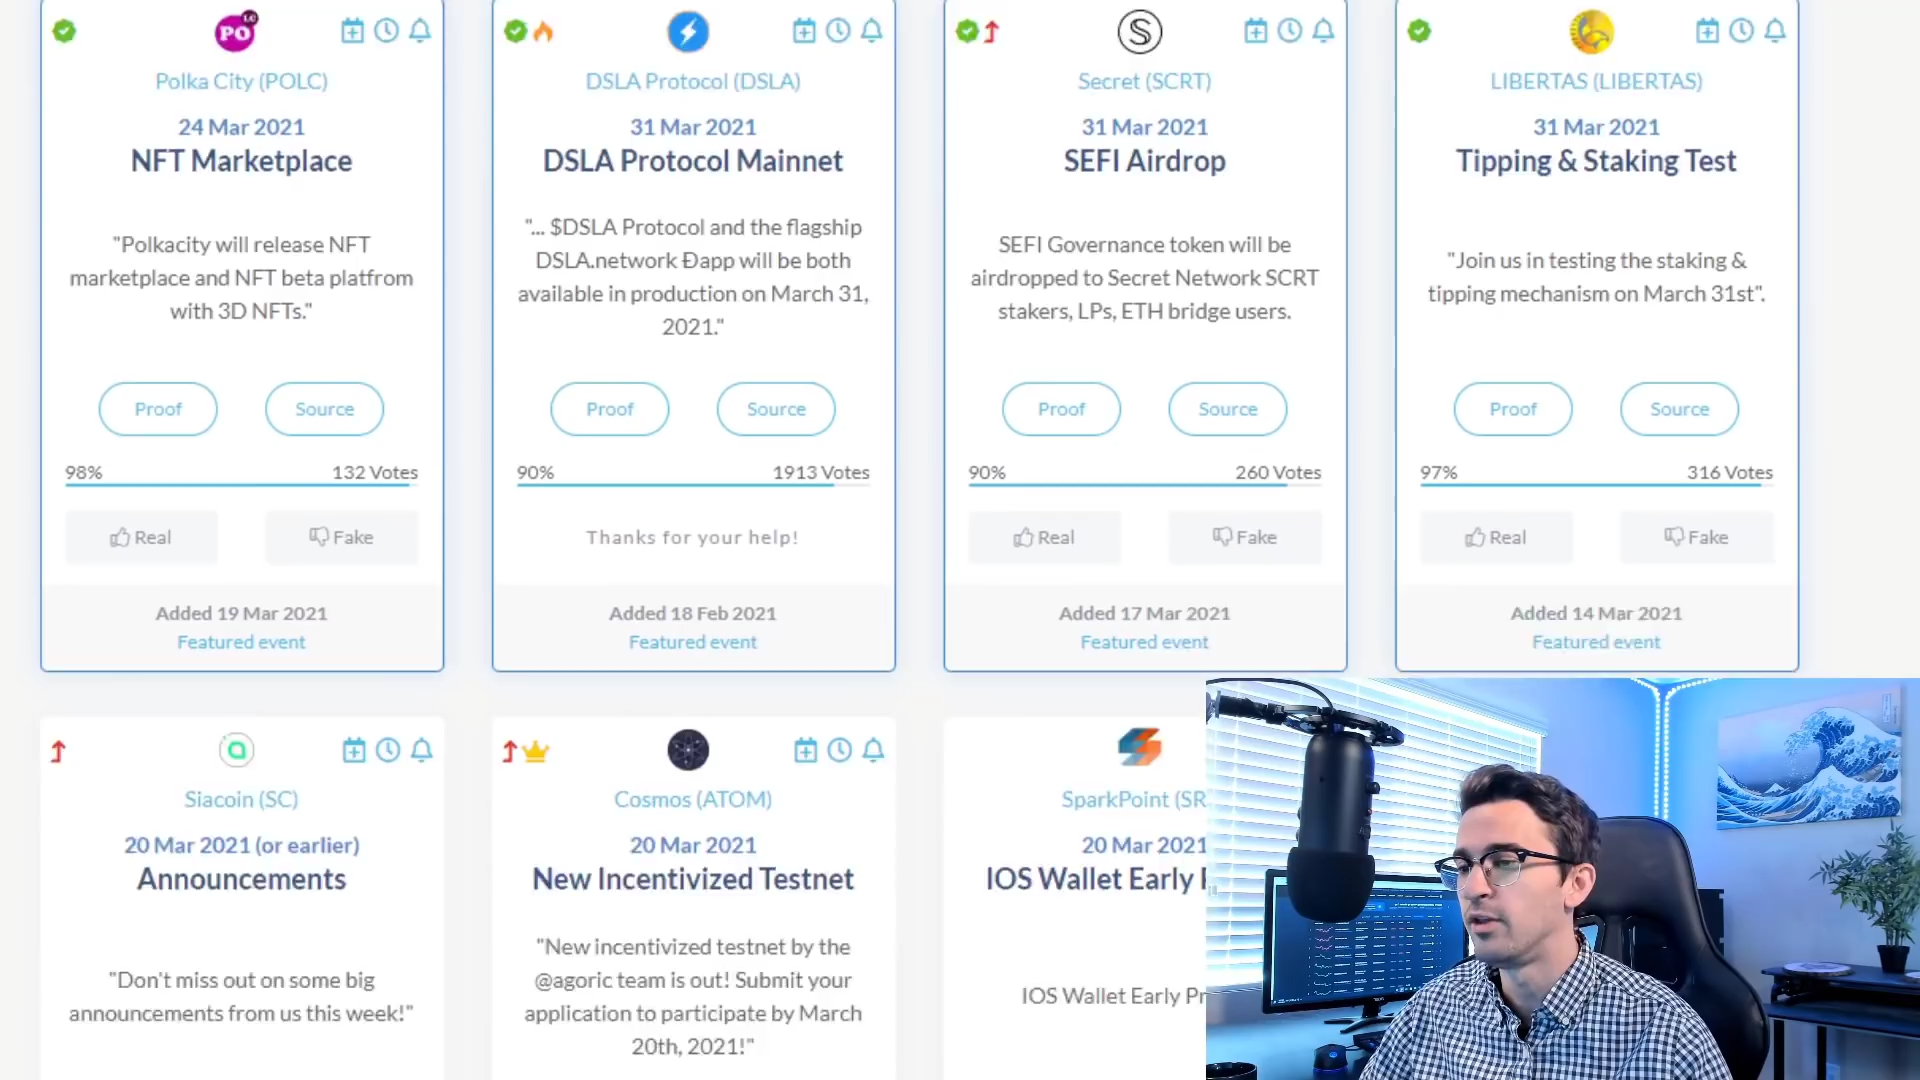 PO 1.0
Polka City (POLC)
24 Mar 2021
NFT Marketplace
"Polkacity will release NFT
marketplace and NFT beta platfrom
with 3D NFTs."
Proof Source
98% 132 Votes
Real Fake
Added 19 Mar 2021
Featured event
DSLA Protocol (DSLA)
31 Mar 2021
DSLA Protocol Mainnet
"... $DSLA Protocol and the flagship
DSLA.network Đapp will be both
available in production on March 31,
2021."
Proof Source
90% 1913 Votes
Thanks for your help!
Added 18 Feb 2021
Featured event
S
Secret (SCRT)
31 Mar 2021
SEFI Airdrop
SEFI Governance token will be
airdropped to Secret Network SCRT
stakers, LPs, ETH bridge users.
Proof Source
90% 260 Votes
Real Fake
Added 17 Mar 2021
Featured event
LIBERTAS (LIBERTAS)
31 Mar 2021
Tipping & Staking Test
"Join us in testing the staking &
tipping mechanism on March 31st".
Proof Source
97% 316 Votes
Real Fake
Added 14 Mar 2021
Featured event
Siacoin (SC)
20 Mar 2021 (or earlier)
Announcements
"Don't miss out on some big
announcements from us this week!"
Cosmos (ATOM)
20 Mar 2021
New Incentivized Testnet
"New incentivized testnet by the
@agoric team is out! Submit your
application to participate by March
20th, 2021!"
SparkPoint (SR
20 Mar 2021
IOS Wallet Early
IOS Wallet Early Pr